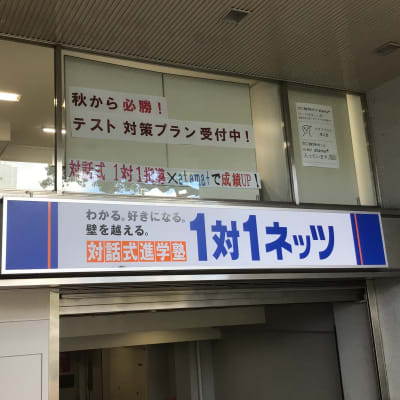 秋から 必勝！
テスト 対策プラン 受付中！
対話式 1対1指導×atama+で成績UP！
わかる。好きになる。
壁を越える。
対話式進学塾
1対1ネッツ